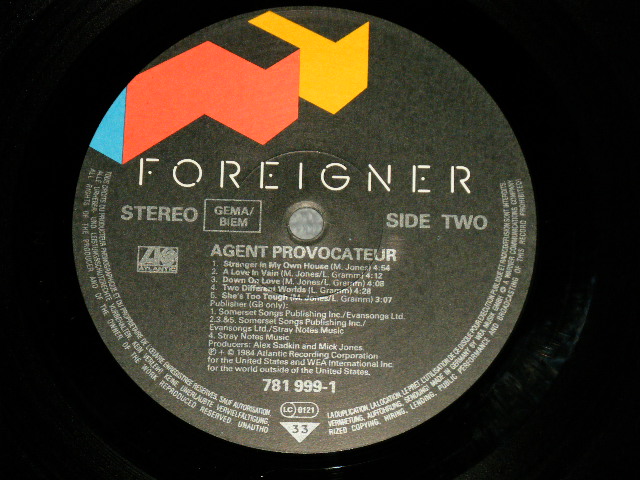 FOREIGNER
STEREO
GEMA/
BIEM
SIDE TWO
AGENT PROVOCATEUR
ATLANTIC
1. Stranger In My Own House (M. Jones) 4:54
2. A Love In Vain (M. Jones/L. Gramm) 4:12
3. Down On Love (M. Jones/L. Gramm) 4:08
4. Two Different Worlds (L. Gramm) 4:28
5. She's Too Tough (M. Jones/L. Gramm) 3:07
Publisher (GB only):
1. Somerset Songs Publishing Inc./Evansongs Ltd.
2.3.&5. Somerset Songs Publishing Inc./
Evansongs Ltd./Stray Notes Music
4. Stray Notes Music
Producers: Alex Sadkin and Mick Jones.
Ⓟ + © 1984 Atlantic Recording Corporation
for the United States and WEA International Inc.
for the world outside of the United States.
781 999-1
LC 0121
33